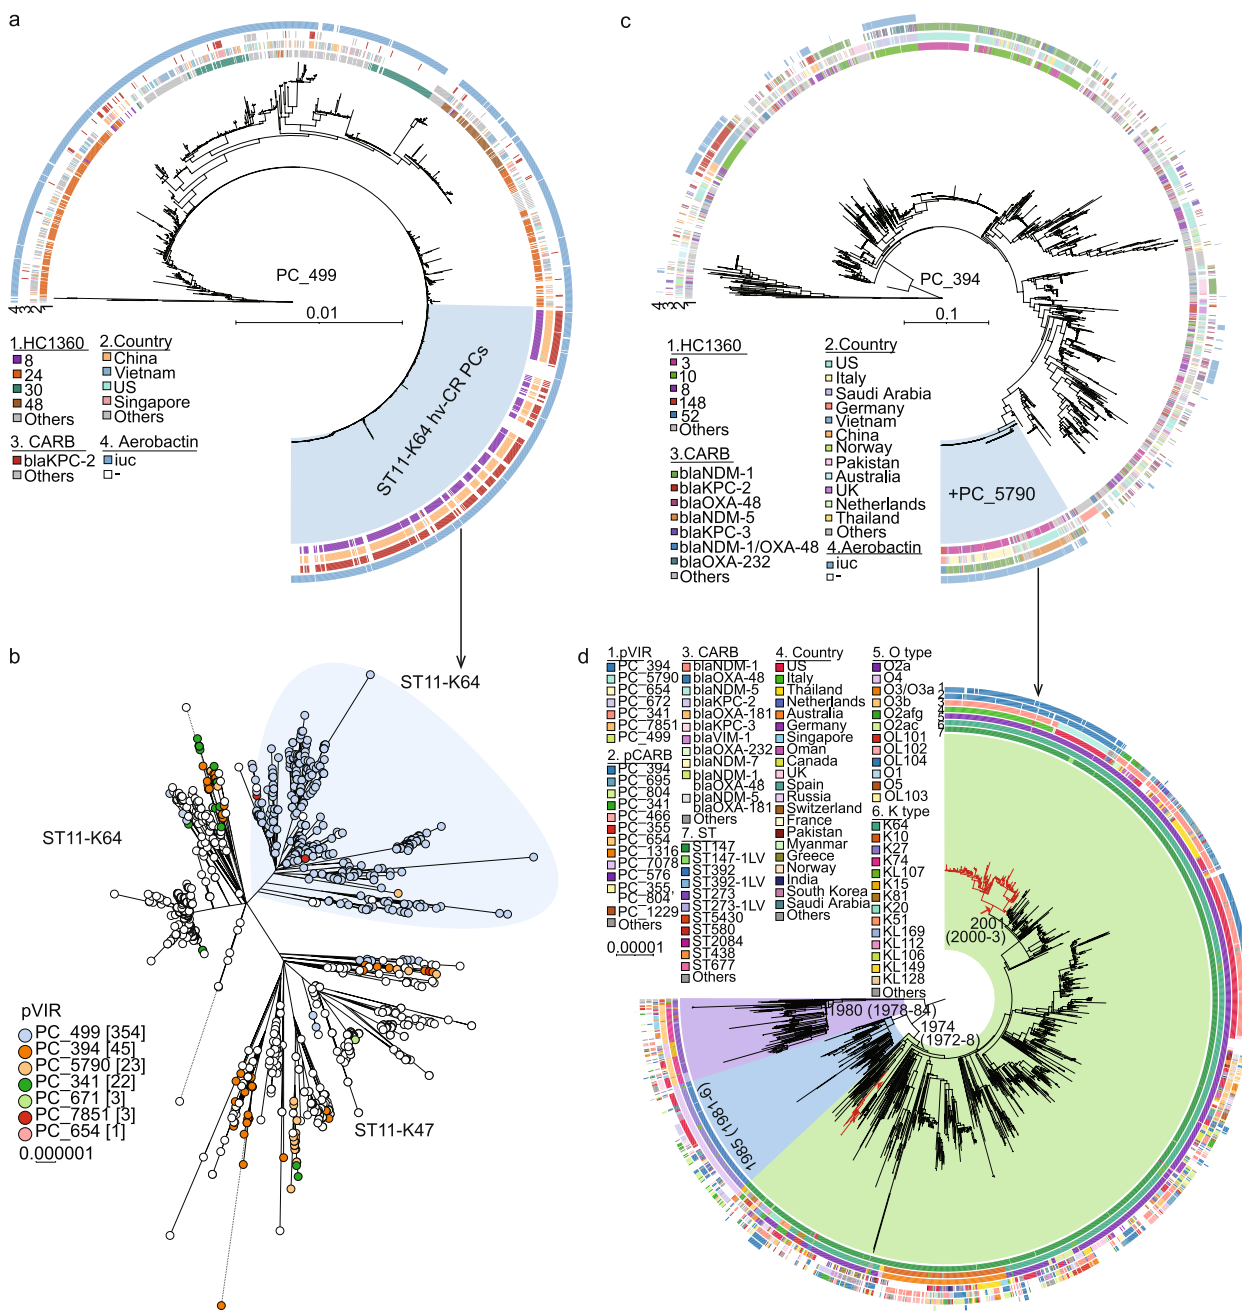 a
PC_499
0.01
4 3 2 1
ST11-K64 hv-CR PCs
1.HC1360
8
24
30
48
Others
2.Country
China
Vietnam
US
Singapore
Others
3. CARB
blaKPC-2
Others
4. Aerobactin
iuc
-
c
PC_394
0.1
4 3 2 1
+PC_5790
1.HC1360
3
10
8
148
52
Others
2.Country
US
Italy
Saudi Arabia
Germany
Vietnam
China
Norway
Pakistan
Australia
UK
Netherlands
Thailand
Others
3.CARB
blaNDM-1
blaKPC-2
blaOXA-48
blaNDM-5
blaKPC-3
blaNDM-1/OXA-48
blaOXA-232
Others
4.Aerobactin
iuc
-
b
ST11-K64
ST11-K64
ST11-K47
pVIR
PC_499 [354]
PC_394 [45]
PC_5790 [23]
PC_341 [22]
PC_671 [3]
PC_7851 [3]
PC_654 [1]
0.000001
d
1.pVIR
PC_394
PC_5790
PC_654
PC_672
PC_341
PC_7851
PC_499
2. pCARB
PC_394
PC_695
PC_804
PC_341
PC_466
PC_355
PC_654
PC_1316
PC_7078
PC_576
PC_355,
PC_804
PC_1229
Others
0.00001
3. CARB
blaNDM-1
blaOXA-48
blaNDM-5
blaKPC-2
blaOXA-181
blaKPC-3
blaVIM-1
blaOXA-232
blaNDM-7
blaNDM-1,
blaOXA-48
blaNDM-5,
blaOXA-181
Others
7. ST
ST147
ST147-1LV
ST392
ST392-1LV
ST273
ST273-1LV
ST5430
ST580
ST2084
ST438
ST677
Others
4. Country
US
Italy
Thailand
Netherlands
Australia
Germany
Singapore
Oman
Canada
UK
Spain
Russia
Switzerland
France
Pakistan
Myanmar
Greece
Norway
India
South Korea
Saudi Arabia
Others
5. O type
O2a
O4
O3/O3a
O3b
O2afg
O2ac
OL101
OL102
OL104
O1
O5
OL103
6. K type
K64
K10
K27
K74
KL107
K15
K81
K20
K51
KL169
KL112
KL106
KL149
KL128
Others
1
2
3
4
5
6
7
2001
(2000-3)
1980 (1978-84)
1974
(1972-8)
1985 (1981-6)